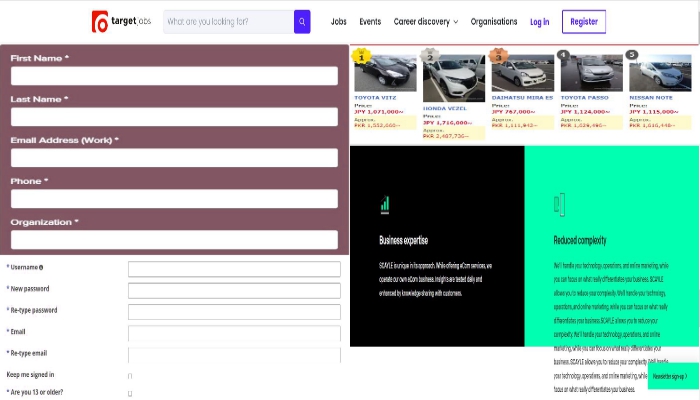 targetjobs
What are you looking for?
Jobs
Events
Career discovery
Organisations
Log in
Register
First Name *
Last Name *
Email Address (Work) *
Phone *
Organization *
* Username
* New password
* Re-type password
* Email
* Re-type email
Keep me signed in
* Are you 13 or older?
1
TOYOTA VITZ
Price:
JPY 1,071,000~
Approx.
PKR 1,552,000~
2
HONDA VEZEL
Price:
JPY 1,716,000~
Approx.
PKR 2,487,736~
3
DAIHATSU MIRA ES
Price:
JPY 767,000~
Approx.
PKR 1,111,942~
4
TOYOTA PASSO
Price:
JPY 1,124,000~
Approx.
5
NISSAN NOTE
Price:
JPY 1,115,000~
Approx.
Business expertise
SCAYLE is unique in its approach. While offering eCom services, we
operate our own eCom business. Insights are tested daily and
enhanced by knowledge-sharing with customers.
Reduced complexity
We'll handle your technology, operations, and online marketing, while
you can focus on what really differentiates your business. SCAYLE
allows you to reduce your complexity. We'll handle your technology,
operations, and online marketing, while you can focus on what really
differentiates your business. SCAYLE allows you to reduce your
complexity. We'll handle your technology, operations, and online
marketing, while you can focus on what really differentiates your
business. SCAYLE allows you to reduce your complexity. We'll handle
your technology, operations, and online marketing, while you can
focus on what really differentiates your business.
Newsletter sign-up